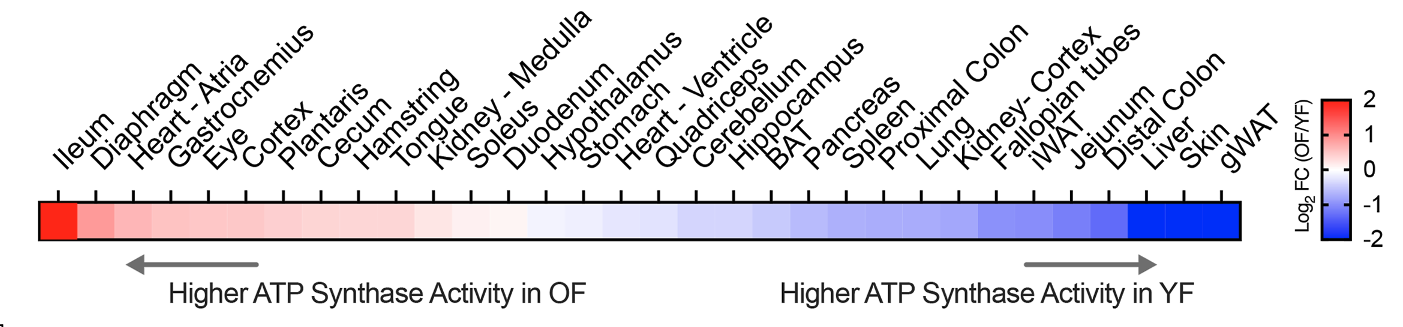 Ileum
Diaphragm
Heart - Atria
Gastrocnemius
Eye
Cortex
Plantaris
Cecum
Hamstring
Tongue
Kidney - Medulla
Soleus
Duodenum
Hypothalamus
Stomach
Heart - Ventricle
Quadriceps
Cerebellum
Hippocampus
BAT
Pancreas
Spleen
Proximal Colon
Lung
Kidney- Cortex
Fallopian tubes
iWAT
Jejunum
Distal Colon
Liver
Skin
gWAT
Higher ATP Synthase Activity in OF
Higher ATP Synthase Activity in YF
Log2 FC (OF/YF)
2
1
0
-1
-2